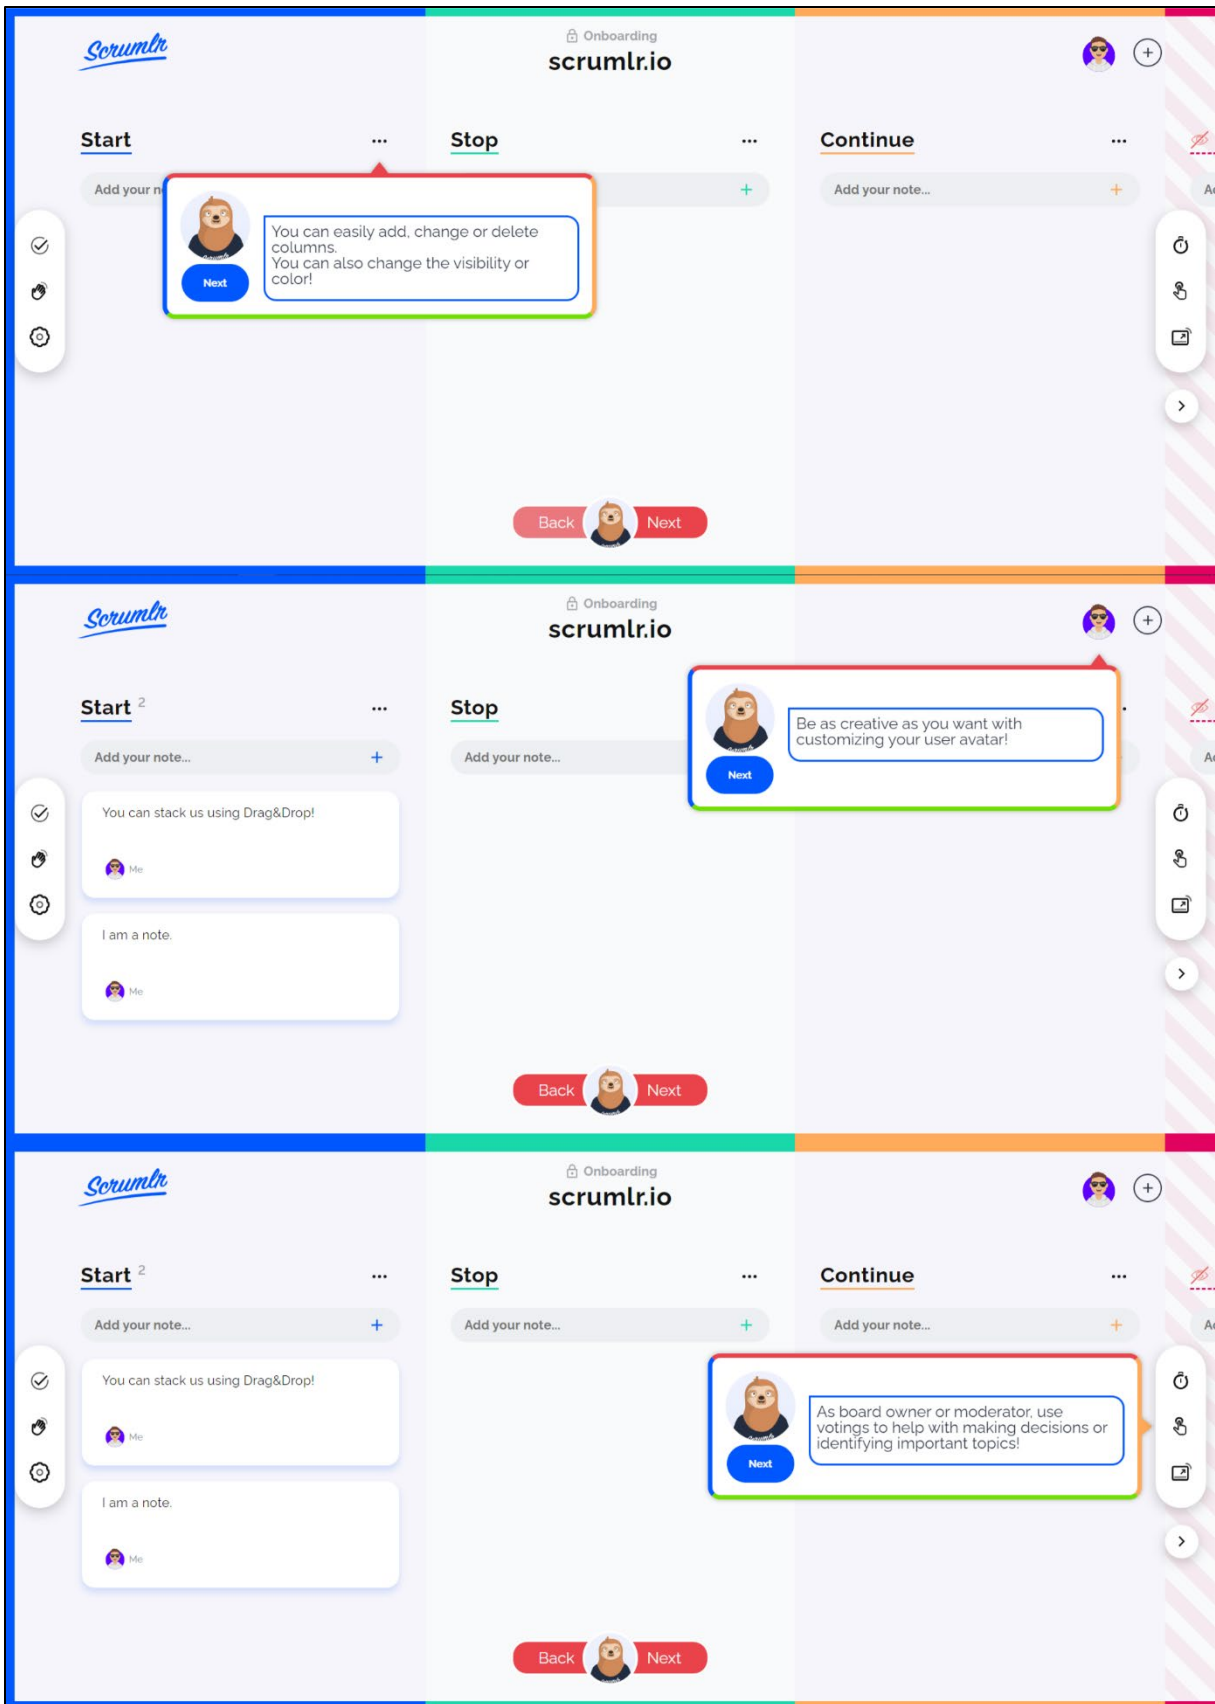 Scrumlr
Onboarding
scrumlr.io
Start
Stop
Continue
Add your n
Add your note...
You can easily add, change or delete
columns.
You can also change the visibility or
color!
Next
Back
Next
Scrumlr
Onboarding
scrumlr.io
Start 2
Stop
Add your note...
Add your note...
Be as creative as you want with
customizing your user avatar!
Next
You can stack us using Drag&Drop!
Me
I am a note.
Me
Back
Next
Scrumlr
Onboarding
scrumlr.io
Start 2
Stop
Continue
Add your note...
Add your note...
Add your note...
You can stack us using Drag&Drop!
Me
As board owner or moderator, use
votings to help with making decisions or
identifying important topics!
Next
I am a note.
Me
Back
Next